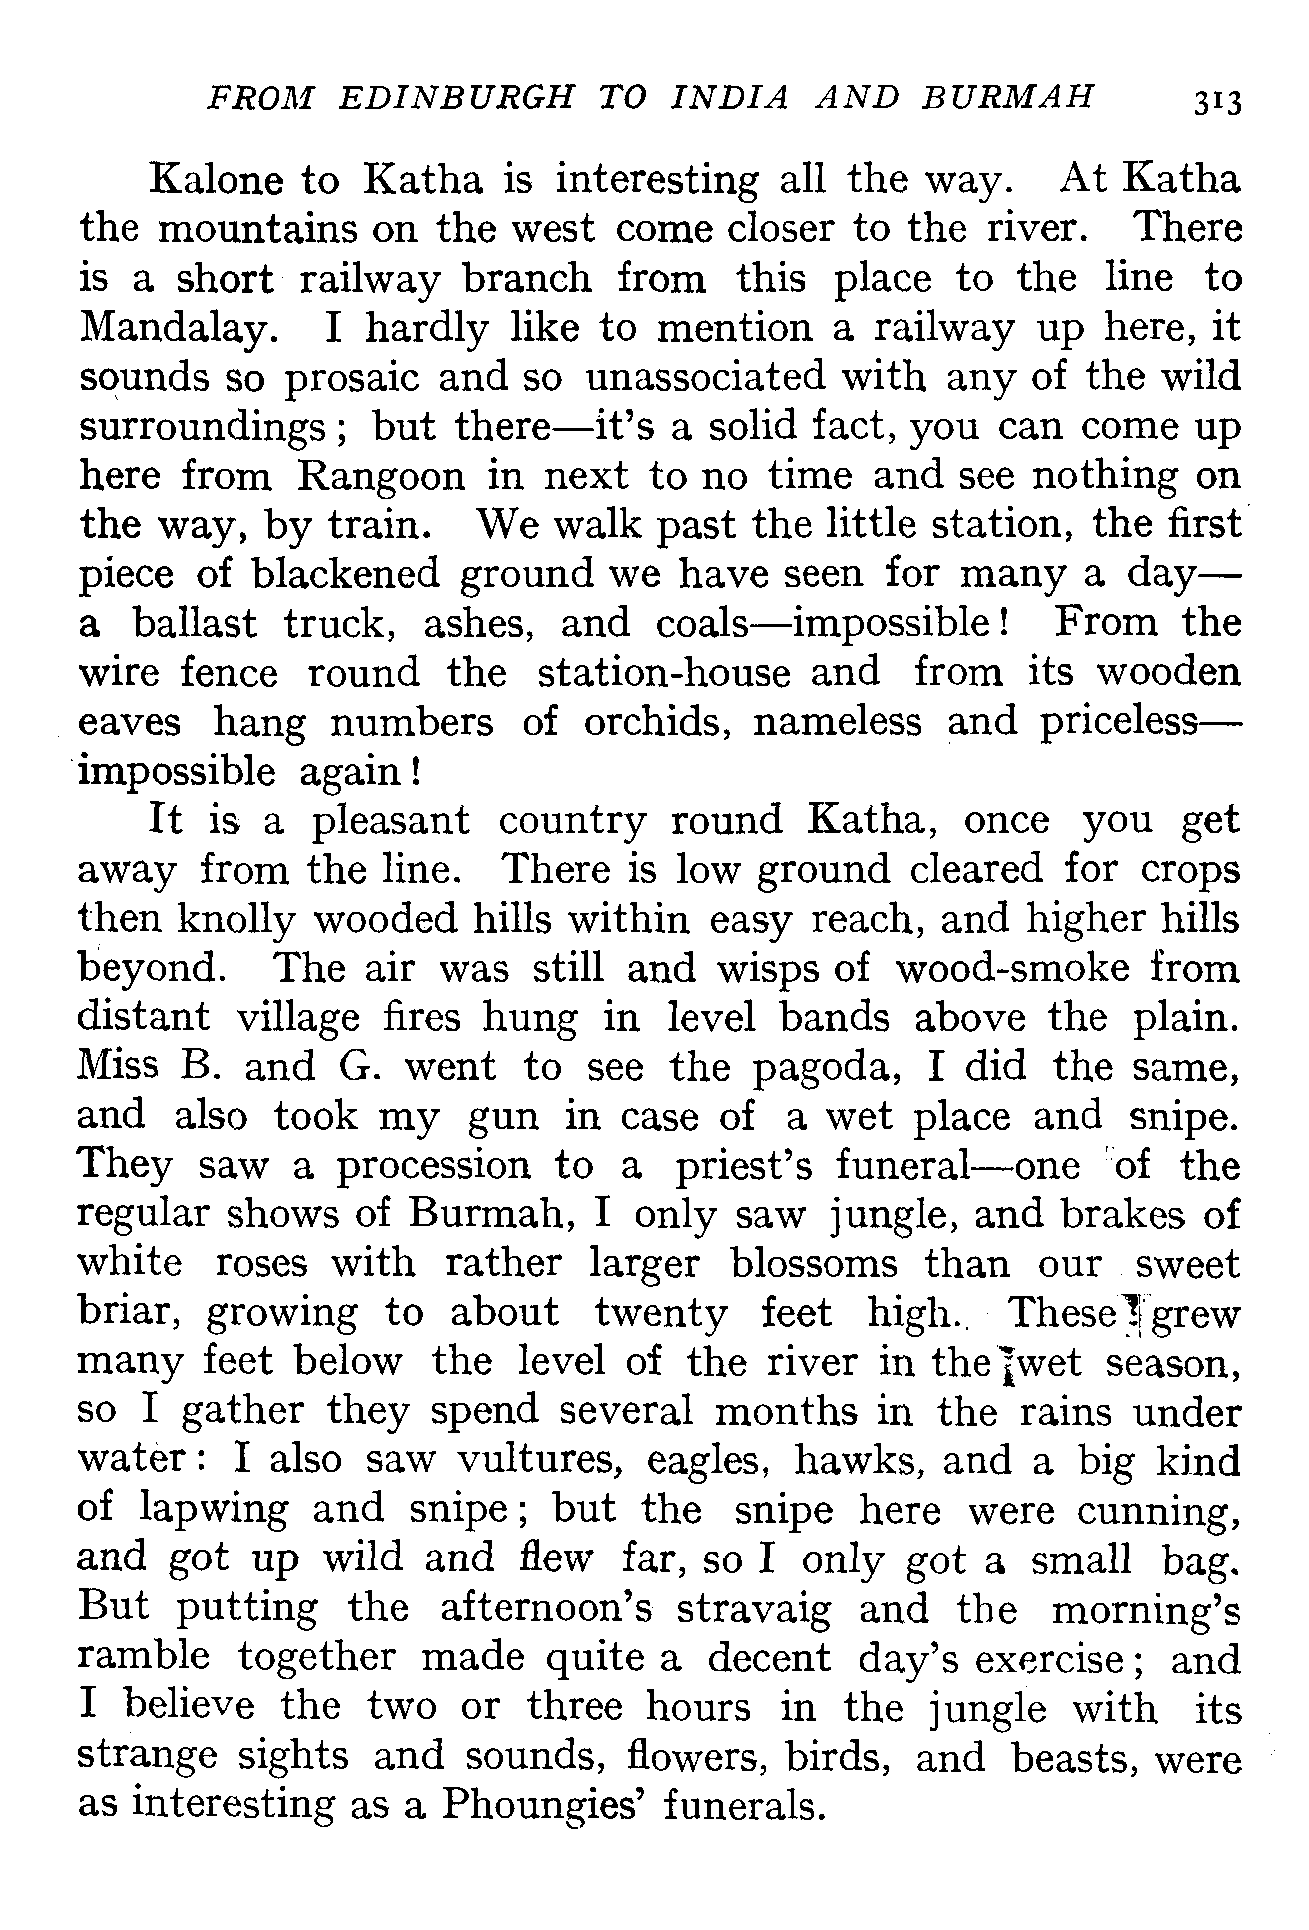 FROM EDINBURGH TO INDIA AND BURMAH 313
Kalone to Katha is interesting all the way. At Katha
the mountains on the west come closer to the river. There
is a short railway branch from this place to the line to
Mandalay. I hardly like to mention a railway up here, it
sounds so prosaic and so unassociated with any of the wild
surroundings ; but there—it's a solid fact, you can come up
here from Rangoon in next to no time and see nothing on
the way, by train. We walk past the little station, the first
piece of blackened ground we have seen for many a day—
a ballast truck, ashes, and coals—impossible ! From the
wire fence round the station-house and from its wooden
eaves hang numbers of orchids, nameless and priceless—
impossible again !
It is a pleasant country round Katha, once you get
away from the line. There is low ground cleared for crops
then knolly wooded hills within easy reach, and higher hills
beyond. The air was still and wisps of wood-smoke from
distant village fires hung in level bands above the plain.
Miss B. and G. went to see the pagoda, I did the same,
and also took my gun in case of a wet place and snipe.
They saw a procession to a priest's funeral—one of the
regular shows of Burmah, I only saw jungle, and brakes of
white roses with rather larger blossoms than our sweet
briar, growing to about twenty feet high. These grew
many feet below the level of the river in the wet season,
so I gather they spend several months in the rains under
water : I also saw vultures, eagles, hawks, and a big kind
of lapwing and snipe ; but the snipe here were cunning,
and got up wild and flew far, so I only got a small bag.
But putting the afternoon's stravaig and the morning's
ramble together made quite a decent day's exercise ; and
I believe the two or three hours in the jungle with its
strange sights and sounds, flowers, birds, and beasts, were
as interesting as a Phoungies' funerals.